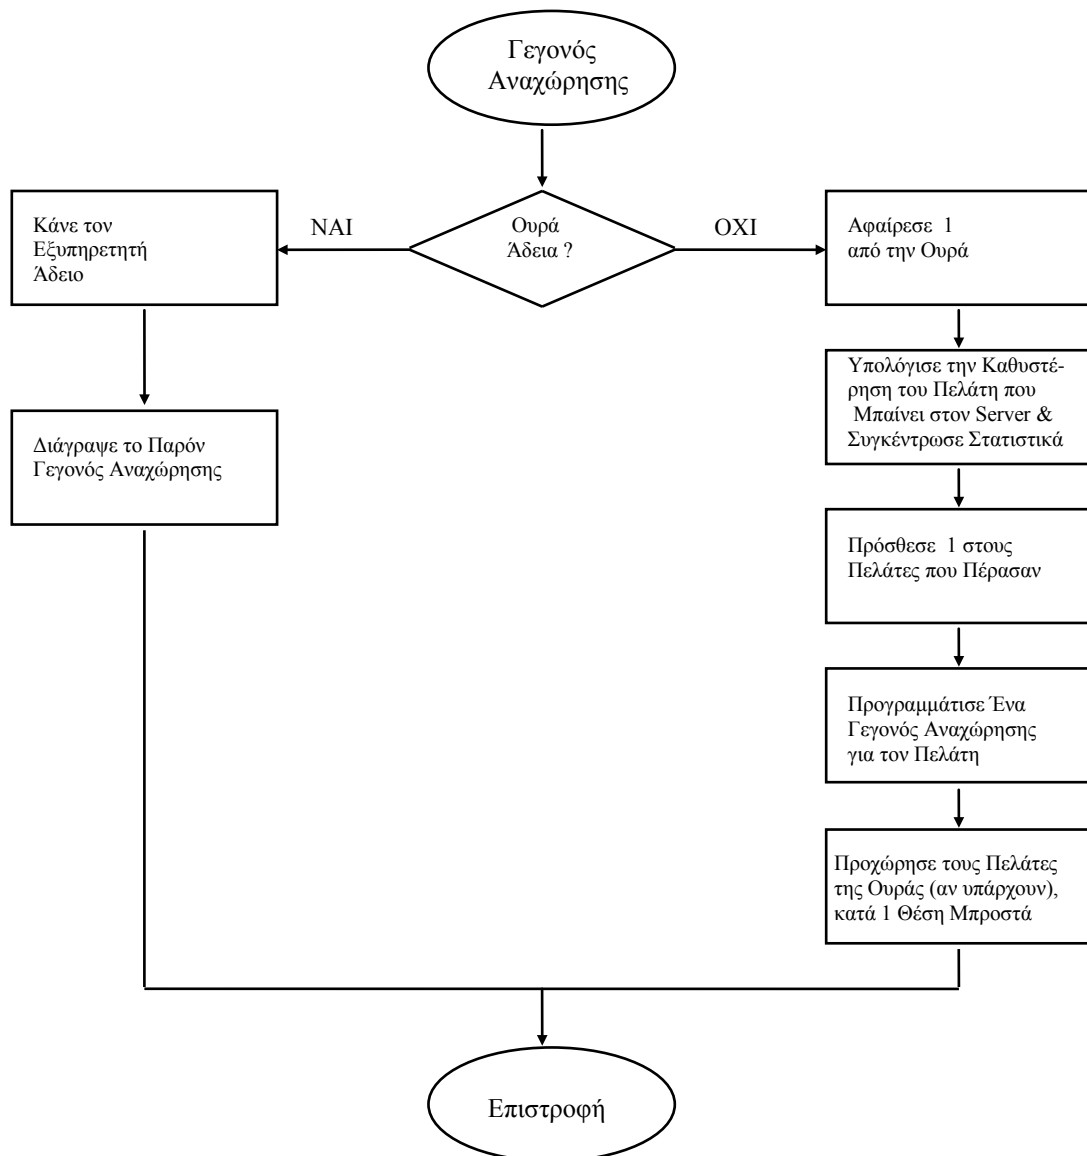 Γεγονός
Αναχώρησης
Ουρά
Άδεια ?
ΝΑΙ
ΟΧΙ
Κάνε τον
Εξυπηρετητή
Άδειο
Διάγραψε το Παρόν
Γεγονός Αναχώρησης
Αφαίρεσε 1
από την Ουρά
Υπολόγισε την Καθυστέ-
ρηση του Πελάτη που
Μπαίνει στον Server &
Συγκέντρωσε Στατιστικά
Πρόσθεσε 1 στους
Πελάτες που Πέρασαν
Προγραμμάτισε Ένα
Γεγονός Αναχώρησης
για τον Πελάτη
Προχώρησε τους Πελάτες
της Ουράς (αν υπάρχουν),
κατά 1 Θέση Μπροστά
Επιστροφή